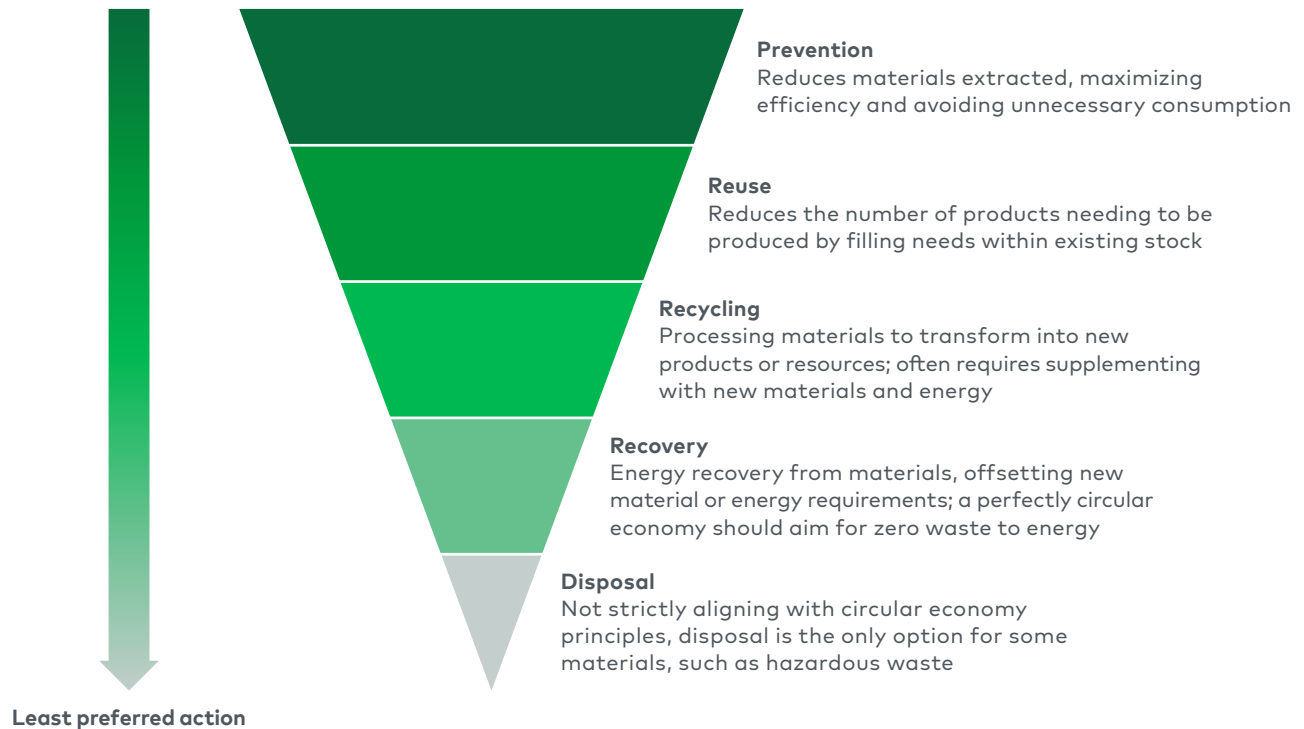 Prevention
Reduces materials extracted, maximizing
efficiency and avoiding unnecessary consumption
Reuse
Reduces the number of products needing to be
produced by filling needs within existing stock
Recycling
Processing materials to transform into new
products or resources; often requires supplementing
with new materials and energy
Recovery
Energy recovery from materials, offsetting new
material or energy requirements; a perfectly circular
economy should aim for zero waste to energy
Disposal
Not strictly aligning with circular economy
principles, disposal is the only option for some
materials, such as hazardous waste
Least preferred action